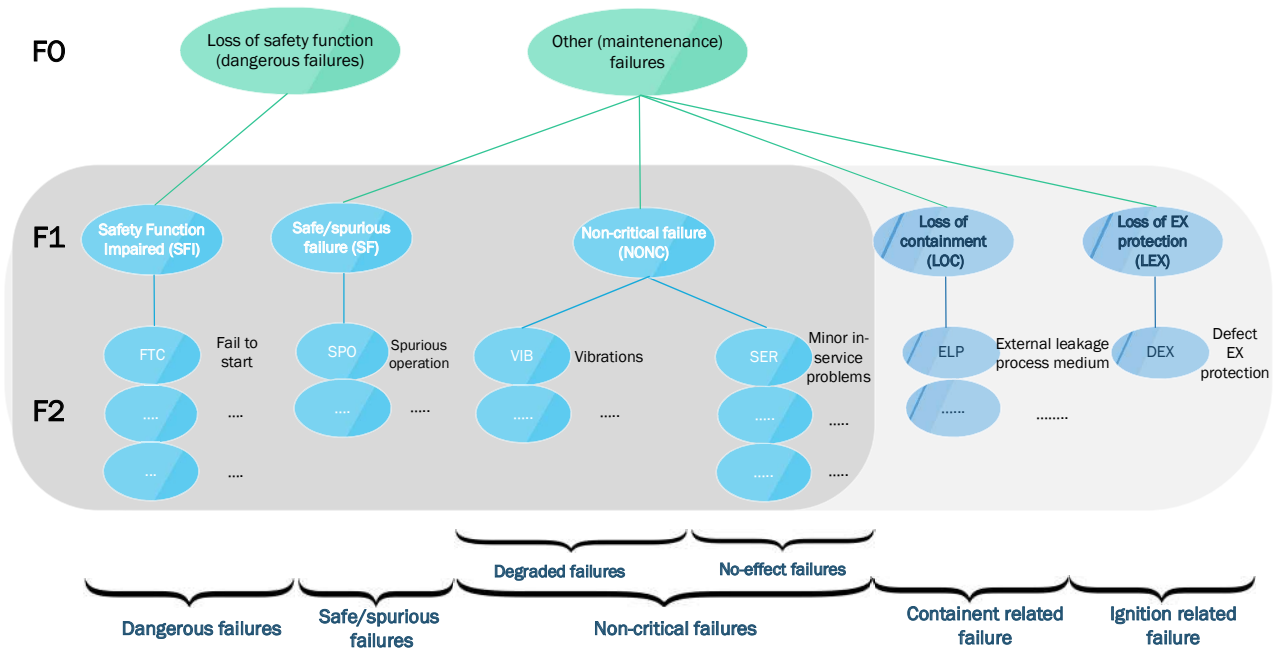 F0
Loss of safety function
(dangerous failures)
Other (maintenenance)
failures
F1
Safety Function
impaired (SFI)
Safe/spurious
failure (SF)
Non-critical failure
(NONC)
Loss of
containment
(LOC)
Loss of EX
protection
(LEX)
F2
FTC
Fail to
start
SPO
Spurious
operation
VIB
Vibrations
SER
Minor in-
service
problems
ELP
External leakage
process medium
DEX
Defect
EX
protection
....
....
....
.....
.....
.....
.....
.....
......
........
...
....
.....
.....
Degraded failures
No-effect failures
Dangerous failures
Safe/spurious
failures
Non-critical failures
Containent related
failure
Ignition related
failure